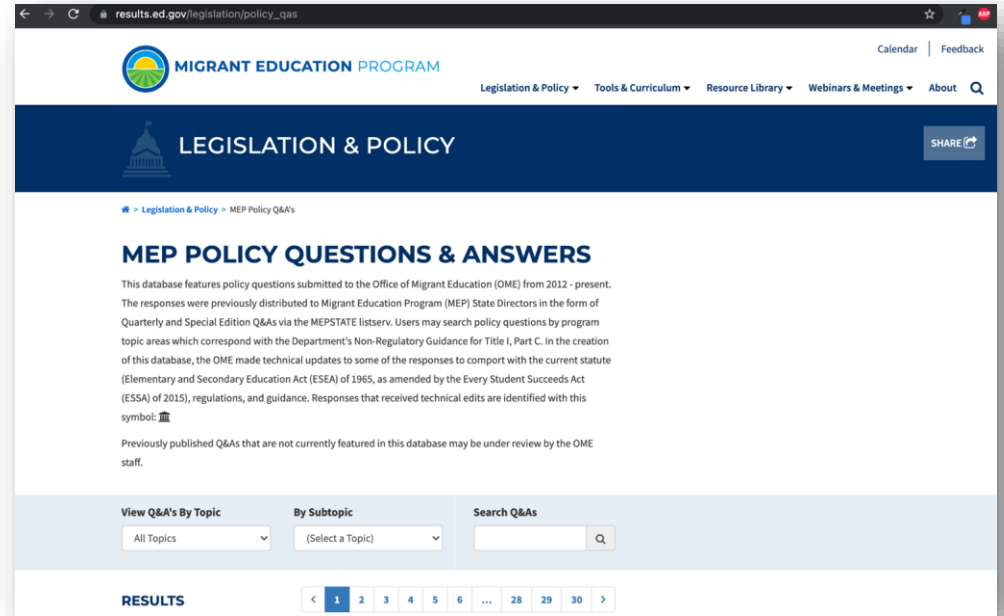 results.ed.gov/legislation/policy_qas
ABP
Calendar | Feedback
MIGRANT EDUCATION PROGRAM
Legislation & Policy Tools & Curriculum Resource Library Webinars & Meetings About
LEGISLATION & POLICY
SHARE
> Legislation & Policy > MEP Policy Q&A's
MEP POLICY QUESTIONS & ANSWERS
This database features policy questions submitted to the Office of Migrant Education (OME) from 2012 - present.
The responses were previously distributed to Migrant Education Program (MEP) State Directors in the form of
Quarterly and Special Edition Q&As via the MEPSTATE listserv. Users may search policy questions by program
topic areas which correspond with the Department's Non-Regulatory Guidance for Title I, Part C. In the creation
of this database, the OME made technical updates to some of the responses to comport with the current statute
(Elementary and Secondary Education Act (ESEA) of 1965, as amended by the Every Student Succeeds Act
(ESSA) of 2015), regulations, and guidance. Responses that received technical edits are identified with this
symbol:
Previously published Q&As that are not currently featured in this database may be under review by the OME
staff.
View Q&A's By Topic By Subtopic Search Q&As
All Topics (Select a Topic)
RESULTS < 1 2 3 4 5 6 ... 28 29 30 >